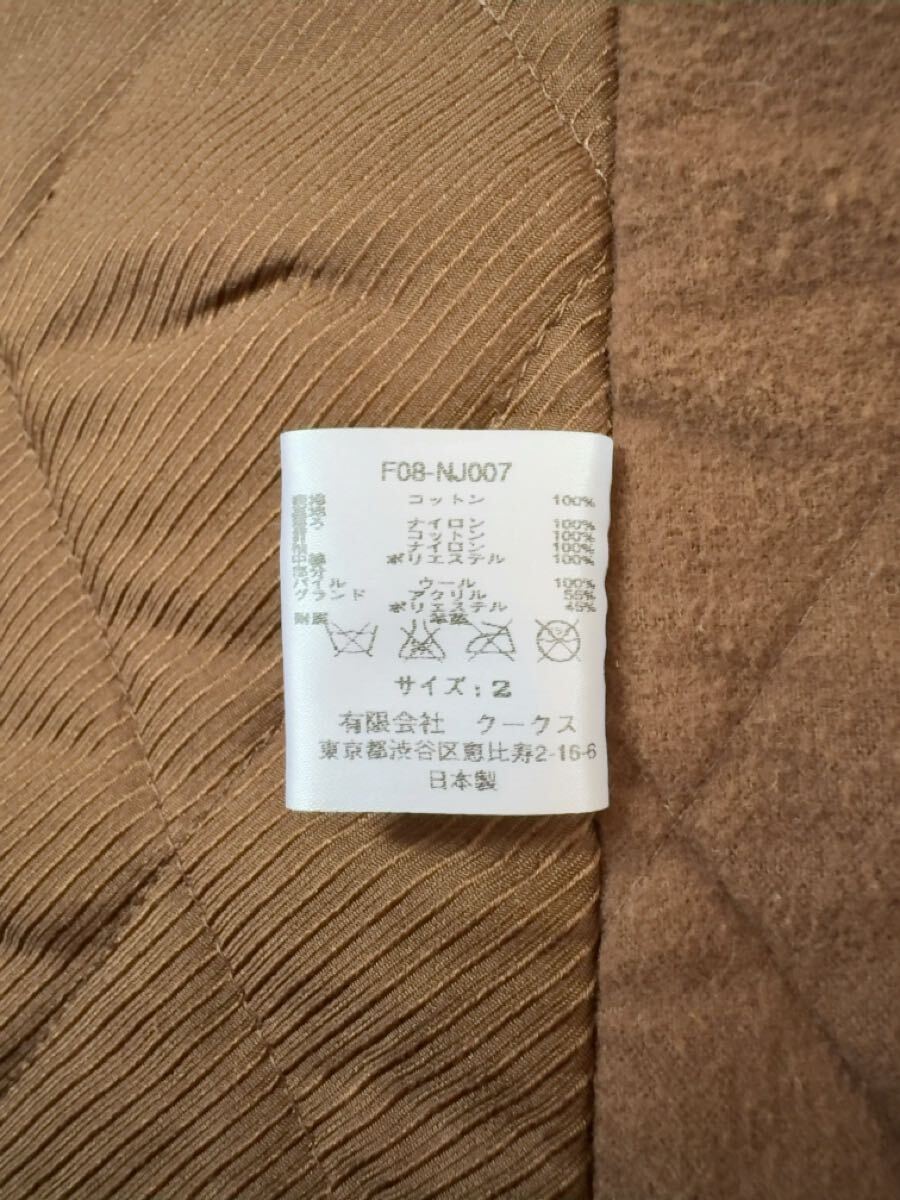 F08-NJ007
コットン 100%
ナイロン 100%
コットン 100%
ナイロン 100%
ポリエステル 100%
部分
パイル ウール 100%
グランド アクリル 55%
ポリエステル 45%
サイズ:2
有限会社 クークス
東京都渋谷区恵比寿2-16-6
日本製